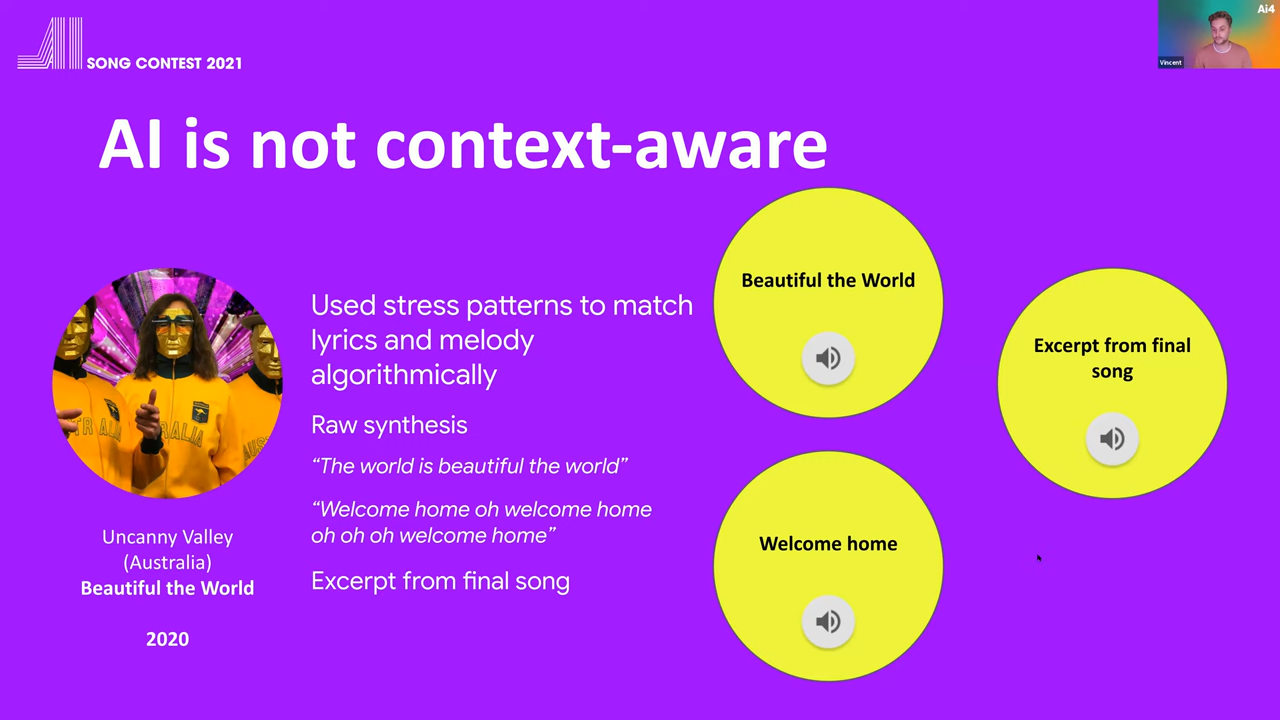 SONG CONTEST 2021
Ai4
Vincent
AI is not context-aware
Used stress patterns to match
lyrics and melody
algorithmically
Raw synthesis
“The world is beautiful the world”
“Welcome home oh welcome home
oh oh oh welcome home”
Excerpt from final song
Uncanny Valley
(Australia)
Beautiful the World
2020
Beautiful the World
Welcome home
Excerpt from final
song